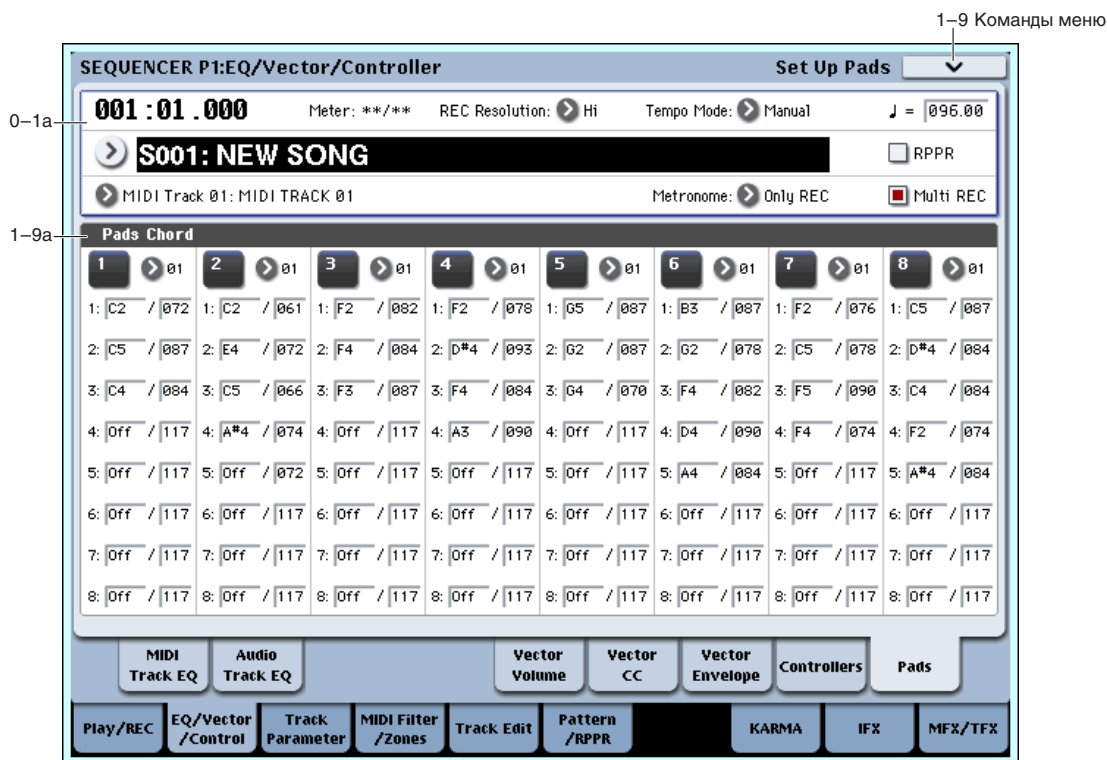 1–9 Команды меню
SEQUENCER P1:EQ/Vector/Controller Set Up Pads
0–1a
001:01.000 Meter: **/** REC Resolution: Hi Tempo Mode: Manual ♩ = 096.00
S001: NEW SONG RPPR
MIDI Track 01: MIDI TRACK 01 Metronome: Only REC Multi REC
1–9a
Pads Chord
1 01 2 01 3 01 4 01 5 01 6 01 7 01 8 01
1: C2 / 072 1: C2 / 061 1: F2 / 082 1: F2 / 078 1: G5 / 087 1: B3 / 087 1: F2 / 076 1: C5 / 087
2: C5 / 087 2: E4 / 072 2: F4 / 084 2: D#4 / 093 2: G2 / 087 2: G2 / 078 2: C5 / 078 2: D#4 / 084
3: C4 / 084 3: C5 / 066 3: F3 / 087 3: F4 / 084 3: G4 / 070 3: F4 / 082 3: F5 / 090 3: C4 / 084
4: Off / 117 4: A#4 / 074 4: Off / 117 4: A3 / 090 4: Off / 117 4: D4 / 090 4: F4 / 074 4: F2 / 074
5: Off / 117 5: Off / 072 5: Off / 117 5: Off / 117 5: Off / 117 5: A4 / 084 5: Off / 117 5: A#4 / 084
6: Off / 117 6: Off / 117 6: Off / 117 6: Off / 117 6: Off / 117 6: Off / 117 6: Off / 117 6: Off / 117
7: Off / 117 7: Off / 117 7: Off / 117 7: Off / 117 7: Off / 117 7: Off / 117 7: Off / 117 7: Off / 117
8: Off / 117 8: Off / 117 8: Off / 117 8: Off / 117 8: Off / 117 8: Off / 117 8: Off / 117 8: Off / 117
MIDI Track EQ
Audio Track EQ
Vector Volume
Vector CC
Vector Envelope
Controllers
Pads
Play/REC
EQ/Vector /Control
Track Parameter
MIDI Filter /Zones
Track Edit
Pattern /RPPR
KARMA
IFX
MFX/TFX